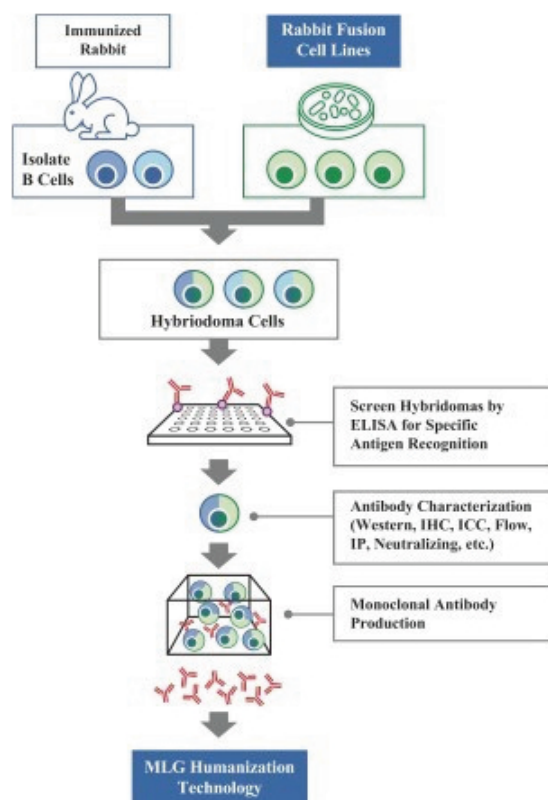 Immunized
Rabbit
Rabbit Fusion
Cell Lines
Isolate
B Cells
Hybriodoma Cells
Screen Hybridomas by
ELISA for Specific
Antigen Recognition
Antibody Characterization
(Western, IHC, ICC, Flow,
IP, Neutralizing, etc.)
Monoclonal Antibody
Production
MLG Humanization
Technology